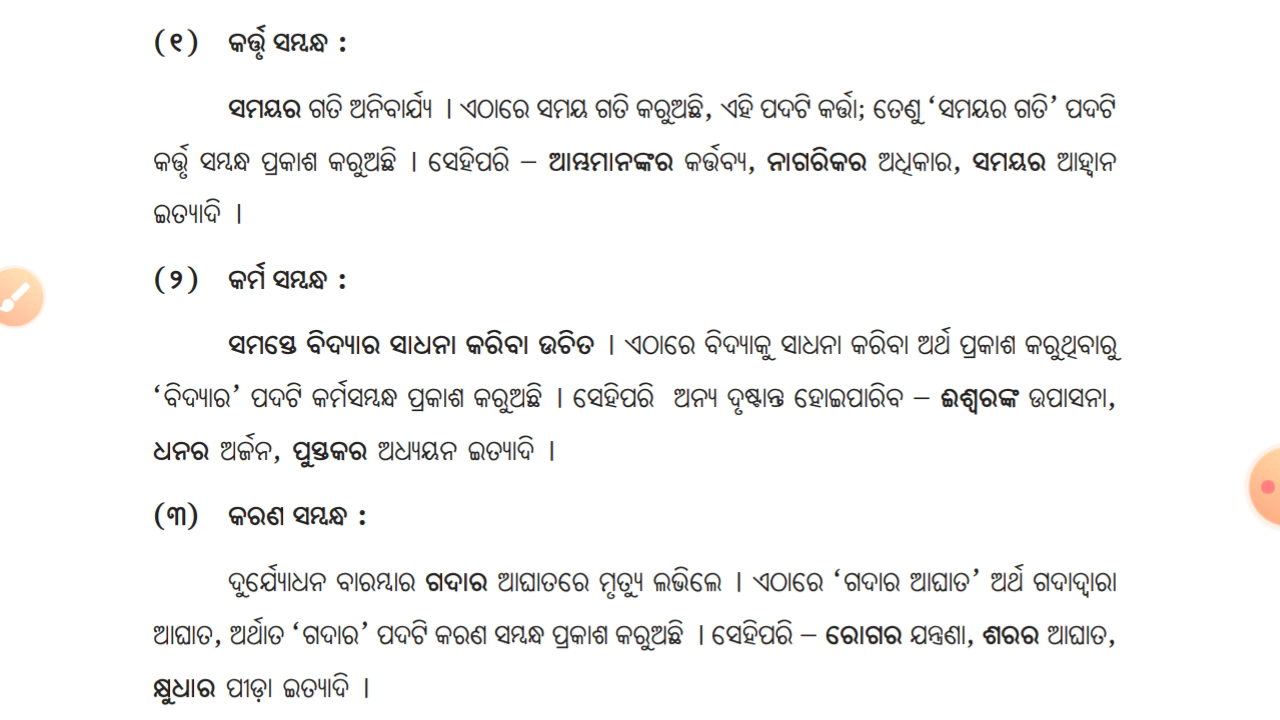 (୧) କର୍ତ୍ତୃ ସମ୍ବନ୍ଧ :
ସମୟର ଗତି ଅନିବାର୍ଯ୍ୟ । ଏଠାରେ ସମୟ ଗତି କରୁଅଛି, ଏହି ପଦଟି କର୍ତ୍ତା; ତେଣୁ ‘ସମୟର ଗତି’ ପଦଟି
କର୍ତ୍ତୃ ସମ୍ବନ୍ଧ ପ୍ରକାଶ କରୁଅଛି । ସେହିପରି – ଆମ୍ଭମାନଙ୍କର କର୍ତ୍ତବ୍ୟ, ନାଗରିକର ଅଧିକାର, ସମୟର ଆହ୍ୱାନ
ଇତ୍ୟାଦି ।
(୨) କର୍ମ ସମ୍ବନ୍ଧ :
ସମସ୍ତେ ବିଦ୍ୟାର ସାଧନା କରିବା ଉଚିତ । ଏଠାରେ ବିଦ୍ୟାକୁ ସାଧନା କରିବା ଅର୍ଥ ପ୍ରକାଶ କରୁଥିବାରୁ
‘ବିଦ୍ୟାର’ ପଦଟି କର୍ମସମ୍ବନ୍ଧ ପ୍ରକାଶ କରୁଅଛି । ସେହିପରି ଅନ୍ୟ ଦୃଷ୍ଟାନ୍ତ ହୋଇପାରିବ – ଈଶ୍ୱରଙ୍କ ଉପାସନା,
ଧନର ଅର୍ଜନ, ପୁସ୍ତକର ଅଧ୍ୟୟନ ଇତ୍ୟାଦି ।
(୩) କରଣ ସମ୍ବନ୍ଧ :
ଦୁର୍ଯ୍ୟୋଧନ ବାରମ୍ବାର ଗଦାର ଆଘାତରେ ମୃତ୍ୟୁ ଲଭିଲେ । ଏଠାରେ ‘ଗଦାର ଆଘାତ’ ଅର୍ଥ ଗଦାଦ୍ୱାରା
ଆଘାତ, ଅର୍ଥାତ ‘ଗଦାର’ ପଦଟି କରଣ ସମ୍ବନ୍ଧ ପ୍ରକାଶ କରୁଅଛି । ସେହିପରି – ରୋଗର ଯନ୍ତ୍ରଣା, ଶରର ଆଘାତ,
କ୍ଷୁଧାର ପୀଡ଼ା ଇତ୍ୟାଦି ।